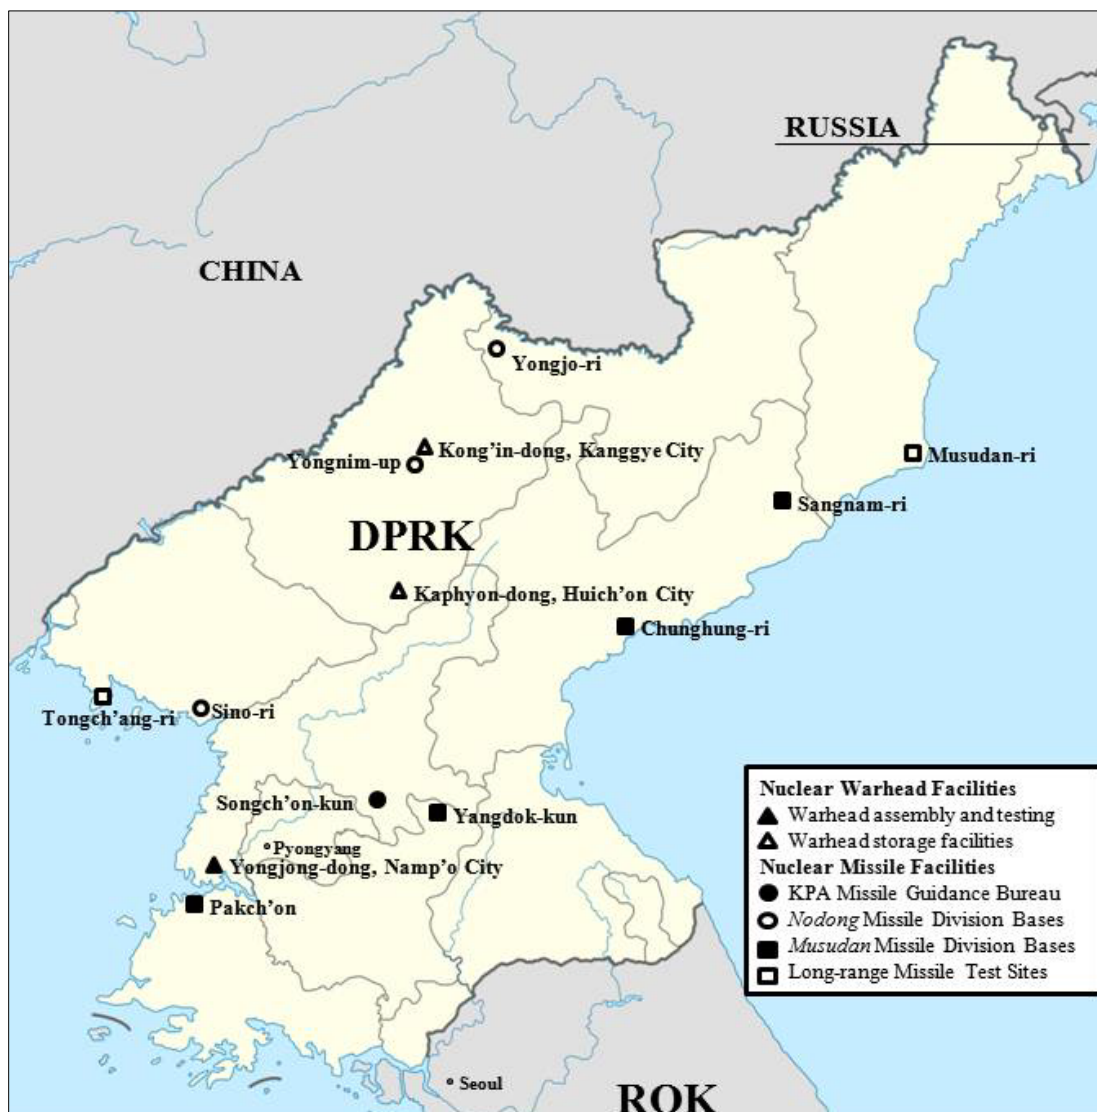 RUSSIA
CHINA
Yongjo-ri
Kong'in-dong, Kanggye City
Yongnim-up
Musudan-ri
Sangnam-ri
DPRK
Kaphyon-dong, Huich'on City
Chunghung-ri
Sino-ri
Tongch'ang-ri
Songch'on-kun
Yangdok-kun
Pyongyang
Yongjong-dong, Namp'o City
Pakch'on
Nuclear Warhead Facilities
Warhead assembly and testing
Warhead storage facilities
Nuclear Missile Facilities
KPA Missile Guidance Bureau
Nodong Missile Division Bases
Musudan Missile Division Bases
Long-range Missile Test Sites
Seoul
ROK